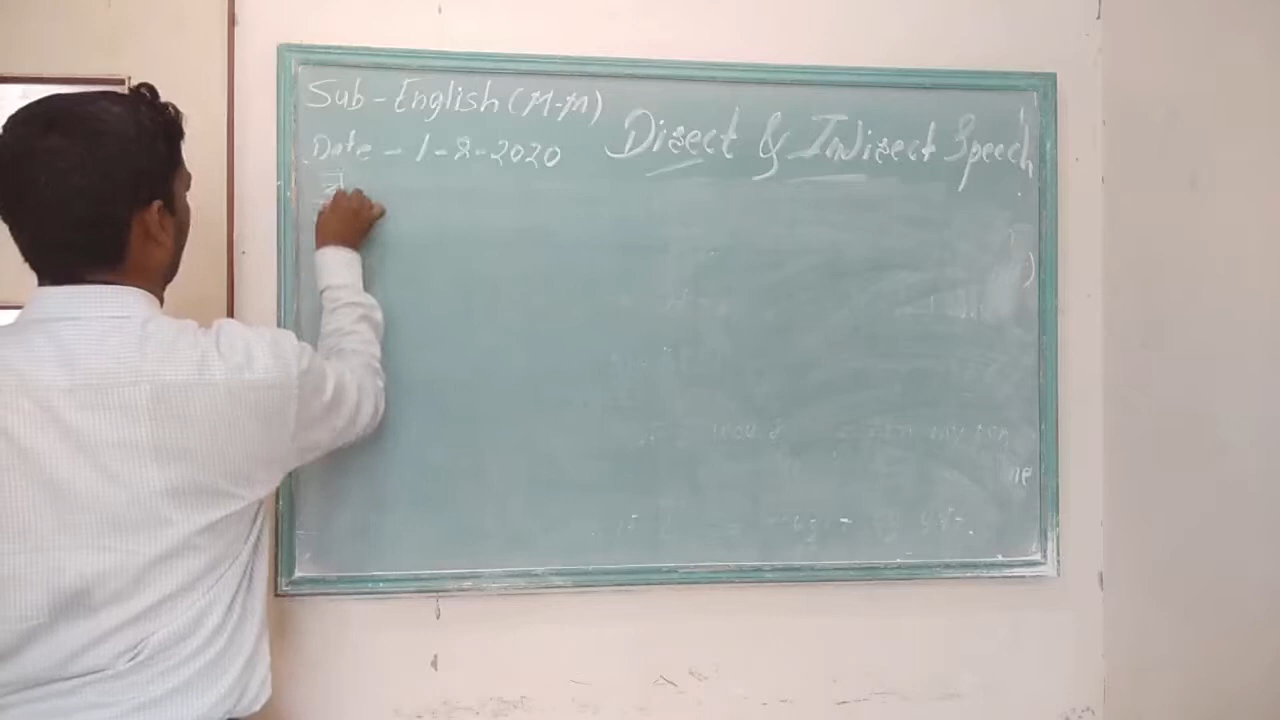 Sub - English (M-M)
Direct & Indirect Speech
Date - 1-8-2020